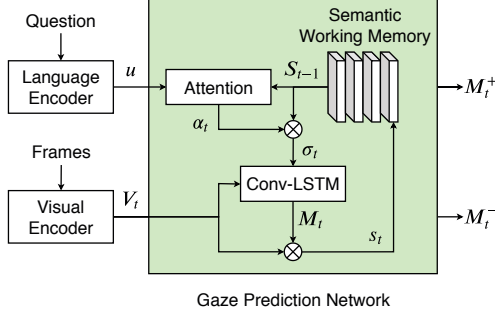 Question
Language
Encoder
u
Attention
S_{t-1}
Semantic
Working Memory
M_t^+
α_t
σ_t
Frames
Visual
Encoder
V_t
Conv-LSTM
M_t
s_t
M_t^-
Gaze Prediction Network